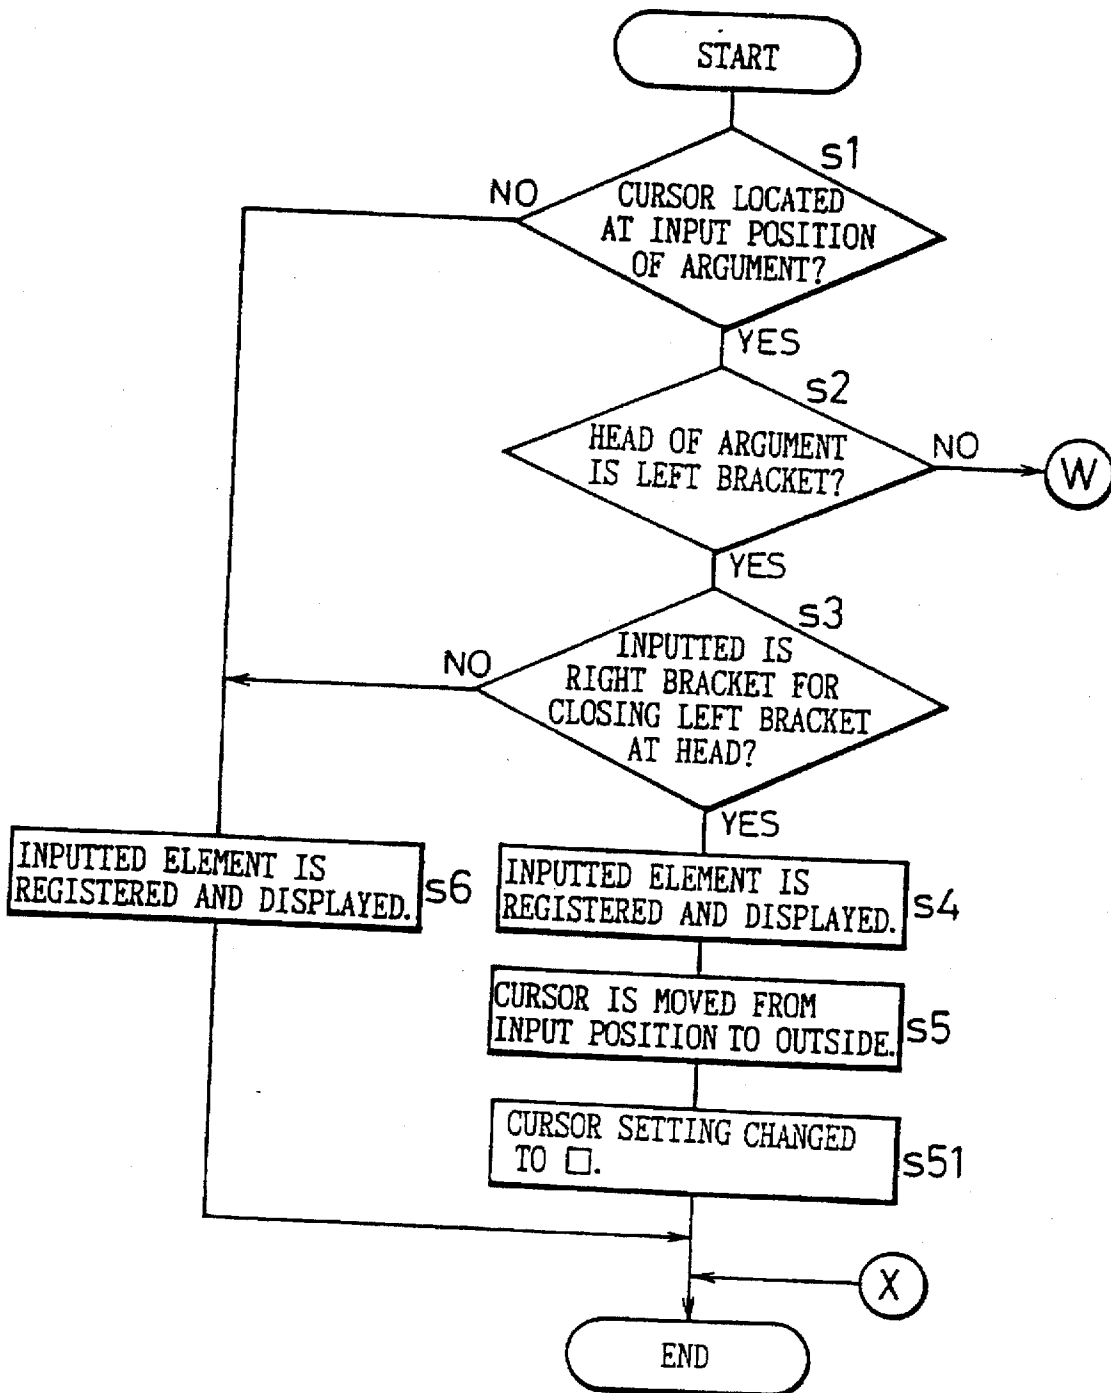 START
s1
NO
CURSOR LOCATED
AT INPUT POSITION
OF ARGUMENT?
YES
s2
HEAD OF ARGUMENT
IS LEFT BRACKET?
NO
W
YES
s3
INPUTTED IS
RIGHT BRACKET FOR
CLOSING LEFT BRACKET
AT HEAD?
NO
YES
INPUTTED ELEMENT IS
REGISTERED AND DISPLAYED.
s6
INPUTTED ELEMENT IS
REGISTERED AND DISPLAYED.
s4
CURSOR IS MOVED FROM
INPUT POSITION TO OUTSIDE.
s5
CURSOR SETTING CHANGED
TO □.
s51
X
END